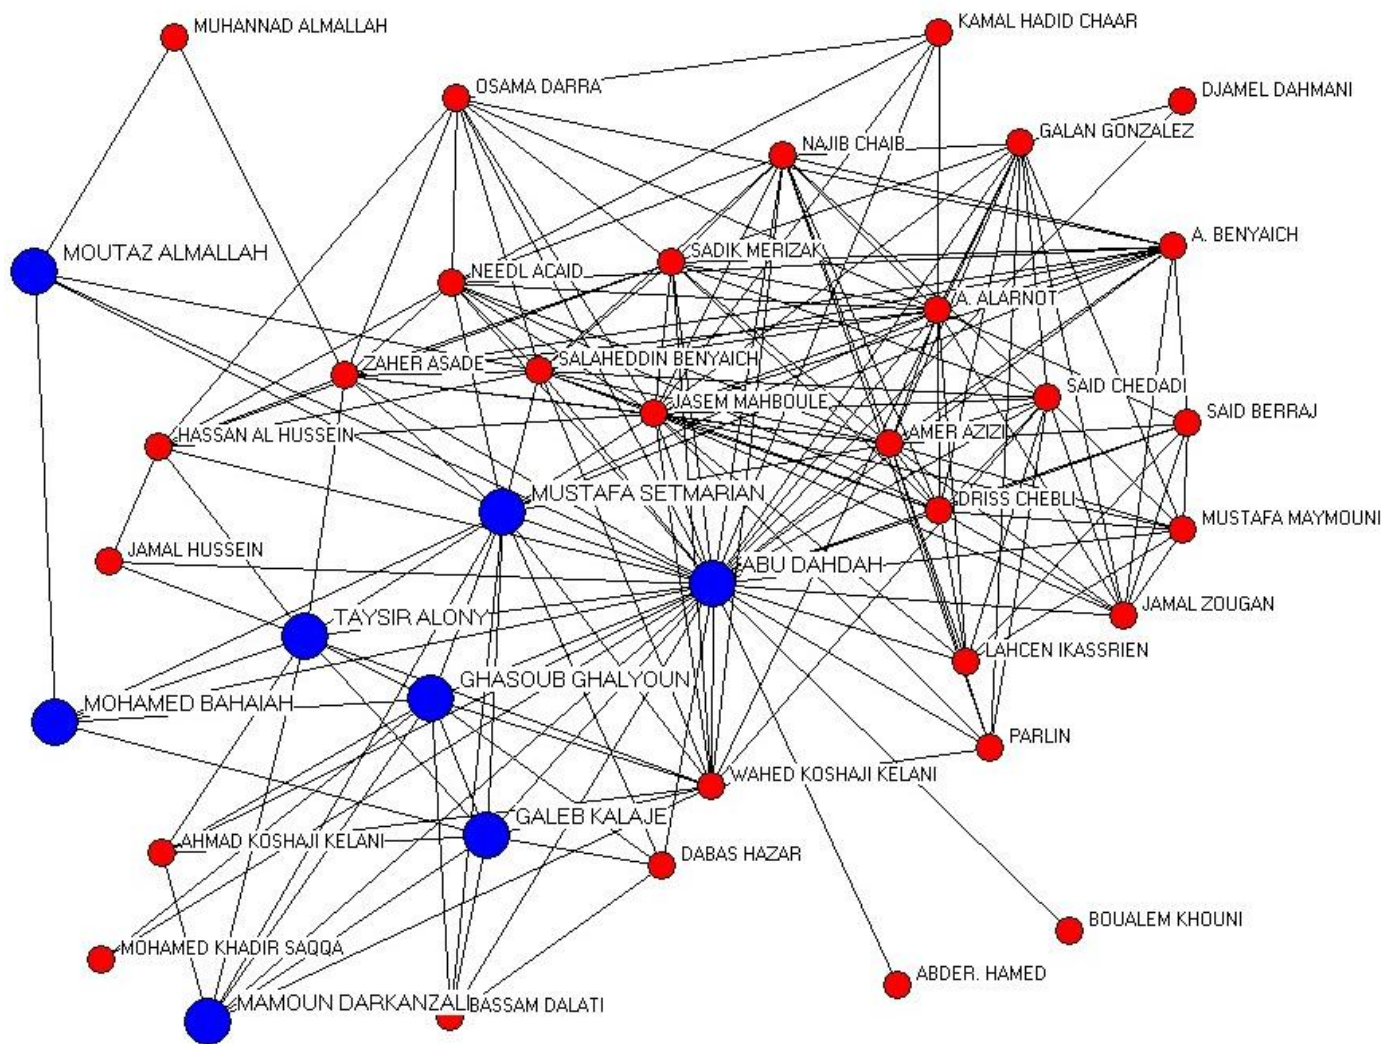 MUHANNAD ALMALLAH
KAMAL HADID CHAAR
OSAMA DARRA
DJAMEL DAHMANI
GALAN GONZALEZ
NAJIB CHAIB
A. BENYAICH
MOUTAZ ALMALLAH
SADIK MERIZAK
NEEDL ACAID
A. ALARNOT
ZAHER ASADE
SALAHEDDIN BENYAICH
SAID CHEDADI
JASEM MAHBOULE
SAID BERRAJ
HASSAN AL HUSSEIN
AMER AZIZI
MUSTAFA SETMARIAN
DRISS CHEBLI
MUSTAFA MAYMOUNI
JAMAL HUSSEIN
ABU DAHDAH
JAMAL ZOUGAN
TAYSIR ALONY
LAHCEN IKASSRIEN
GHASOUB GHALYOUN
MOHAMED BAHAIAH
PARLIN
WAHED KOSHAJI KELANI
GALEB KALAJE
AHMAD KOSHAJI KELANI
DABAS HAZAR
BOUALEM KHOUNI
MOHAMED KHADIR SAQQA
ABDER. HAMED
MAMOUN DARKANZALI
BASSAM DALATI